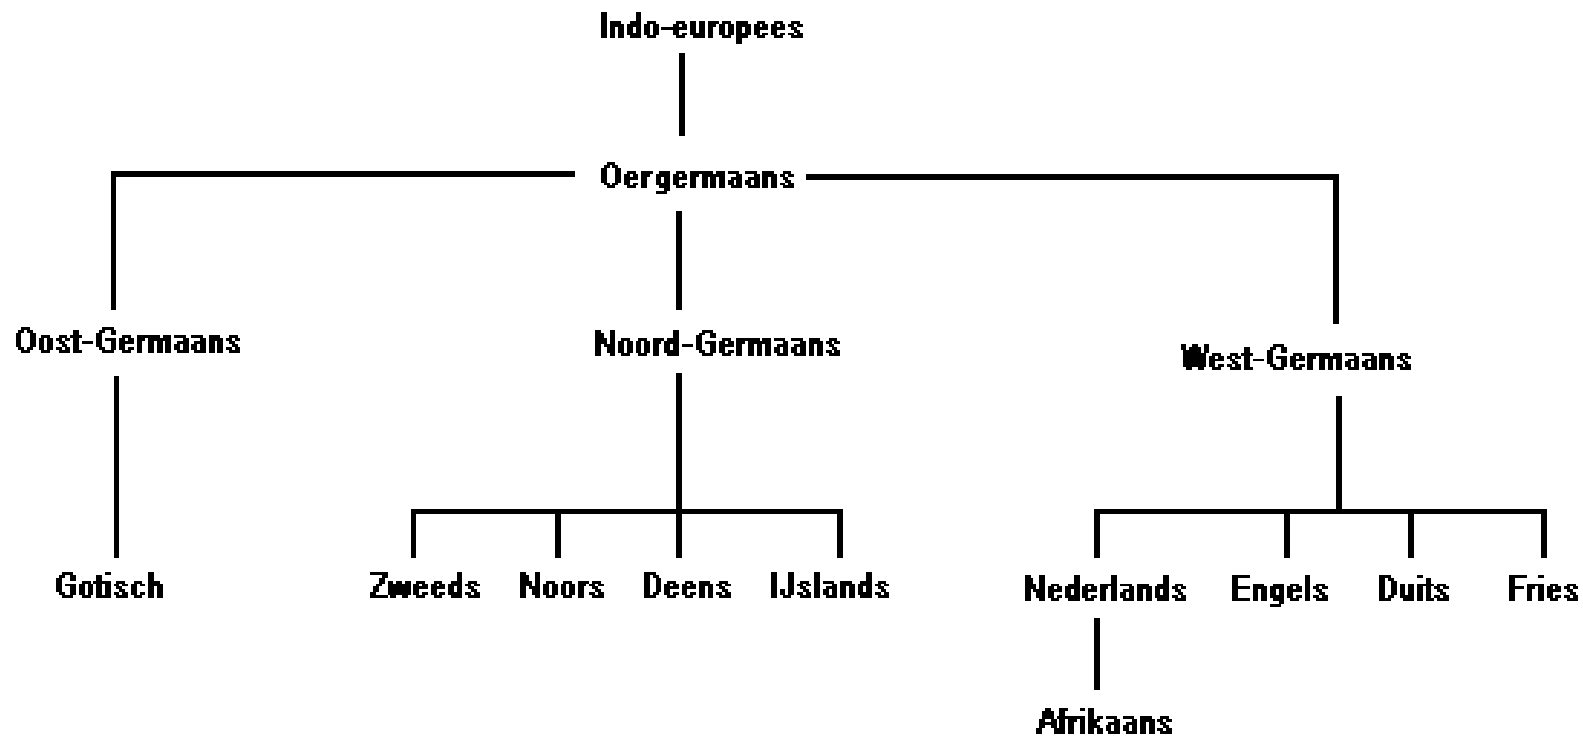 Indo-europees
Oergermaans
Oost-Germaans
Noord-Germaans
West-Germaans
Gotisch
Zweeds
Noors
Deens
IJslands
Nederlands
Engels
Duits
Fries
Afrikaans